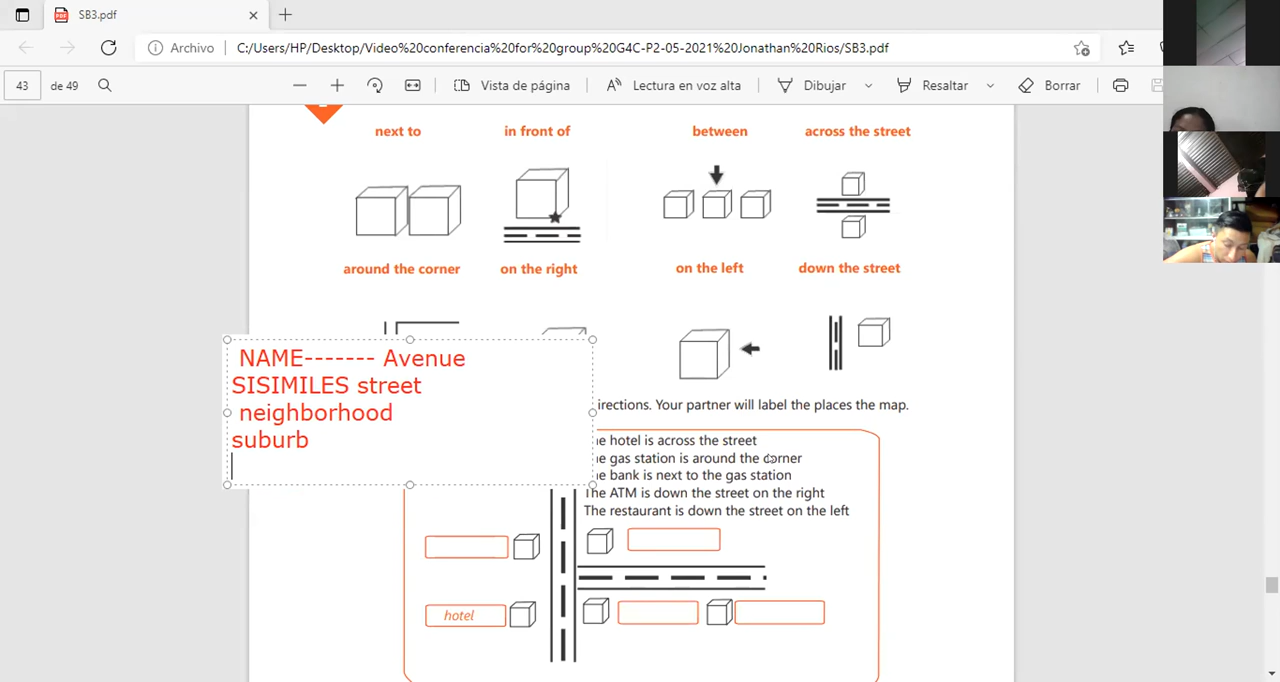 SB3.pdf
Archivo C:/Users/HP/Desktop/Video%20conferencia%20for%20group%20G4C-P2-05-2021%20Jonathan%20Rios/SB3.pdf
43 de 49 Vista de página Lectura en voz alta Dibujar Resaltar Borrar
next to in front of between across the street
around the corner on the right on the left down the street
NAME------- Avenue
SISIMILES street
neighborhood
suburb
irections. Your partner will label the places the map.
he hotel is across the street
he gas station is around the corner
he bank is next to the gas station
The ATM is down the street on the right
The restaurant is down the street on the left
hotel